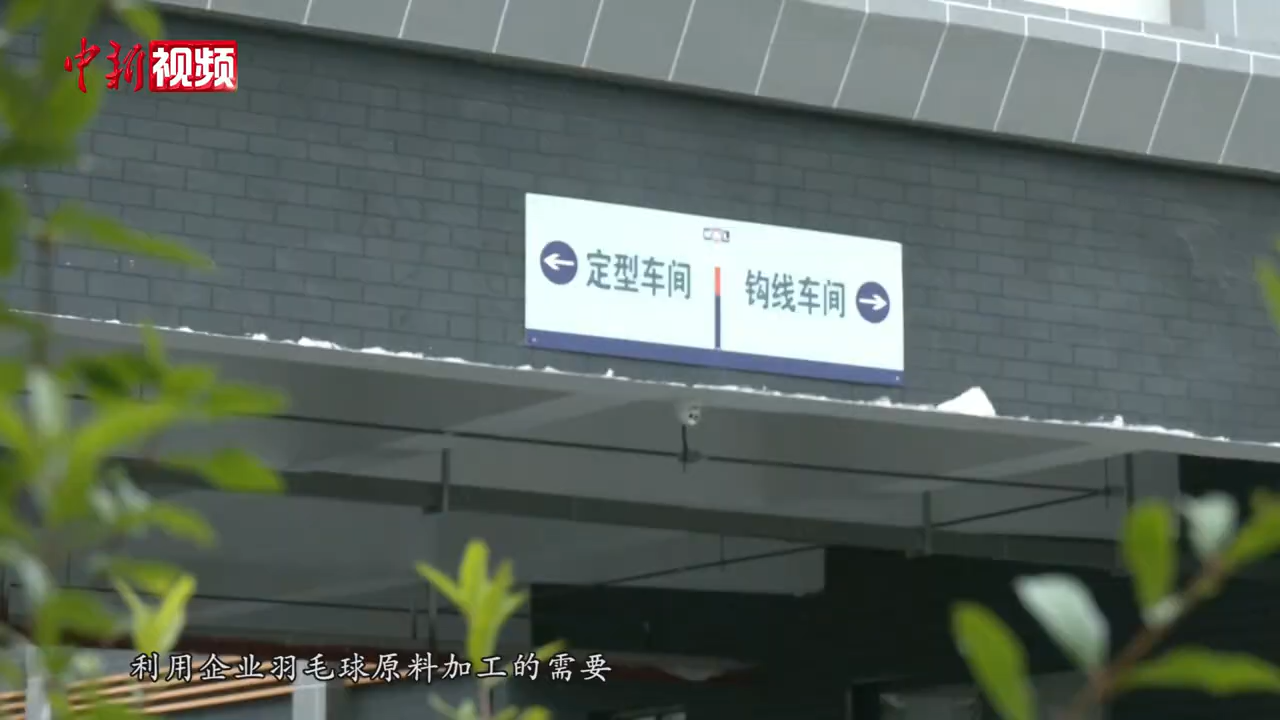 中新视频
定型车间
钩线车间
利用企业羽毛球原料加工的需要